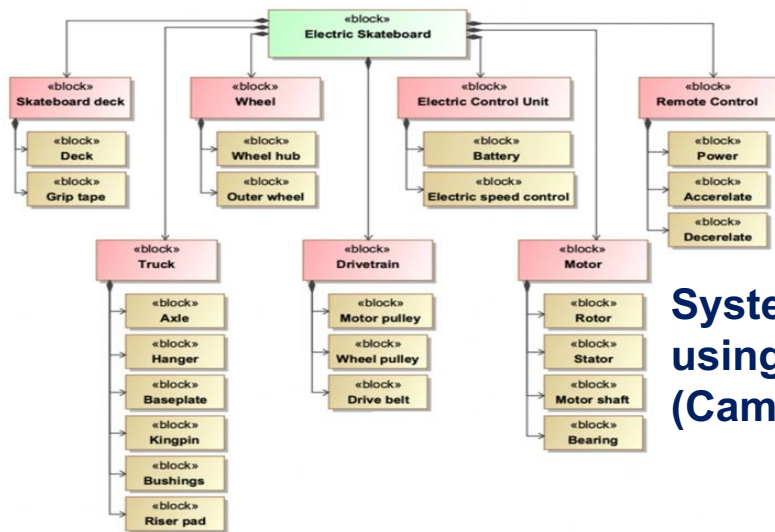 «block»
Electric Skateboard
«block»
Skateboard deck
«block»
Deck
«block»
Grip tape
«block»
Wheel
«block»
Wheel hub
«block»
Outer wheel
«block»
Electric Control Unit
«block»
Battery
«block»
Electric speed control
«block»
Remote Control
«block»
Power
«block»
Accerelate
«block»
Decerelate
«block»
Truck
«block»
Axle
«block»
Hanger
«block»
Baseplate
«block»
Kingpin
«block»
Bushings
«block»
Riser pad
«block»
Drivetrain
«block»
Motor pulley
«block»
Wheel pulley
«block»
Drive belt
«block»
Motor
«block»
Rotor
«block»
Stator
«block»
Motor shaft
«block»
Bearing
Syste
using
(Cam